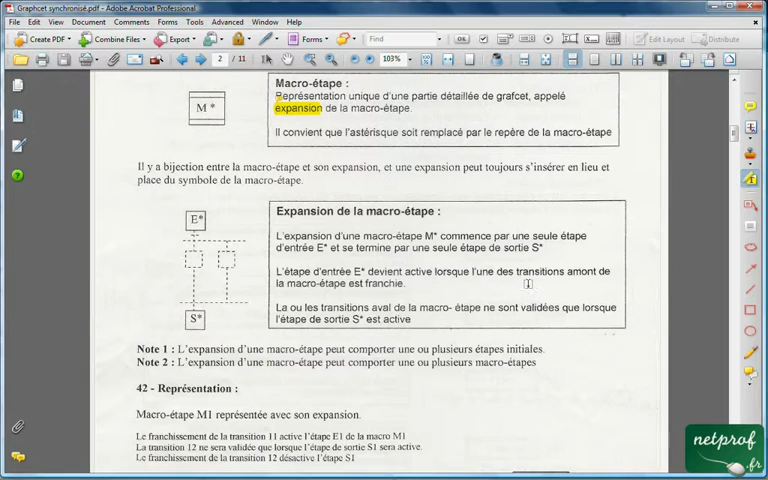 Graphcet synchronisé.pdf - Adobe Acrobat Professional
File Edit View Document Comments Forms Tools Advanced Window Help
Create PDF Combine Files Export Forms Find
2 / 11 103%
Edit Layout Distribute
Macro-étape :
Représentation unique d'une partie détaillée de grafcet, appelé
M *
expansion de la macro-étape.
Il convient que l'astérisque soit remplacé par le repère de la macro-étape
Il y a bijection entre la macro-étape et son expansion, et une expansion peut toujours s'insérer en lieu et
place du symbole de la macro-étape.
Expansion de la macro-étape :
E*
L'expansion d'une macro-étape M* commence par une seule étape
d'entrée E* et se termine par une seule étape de sortie S*
L'étape d'entrée E* devient active lorsque l'une des transitions amont de
la macro-étape est franchie.
La ou les transitions aval de la macro- étape ne sont validées que lorsque
l'étape de sortie S* est active
S*
Note 1 : L'expansion d'une macro-étape peut comporter une ou plusieurs étapes initiales.
Note 2 : L'expansion d'une macro-étape peut comporter une ou plusieurs macro-étapes
42 - Représentation :
Macro-étape M1 représentée avec son expansion.
Le franchissement de la transition 11 active l'étape E1 de la macro M1
La transition 12 ne sera validée que lorsque l'étape de sortie S1 sera active.
Le franchissement de la transition 12 désactive l'étape S1
netprof
.fr